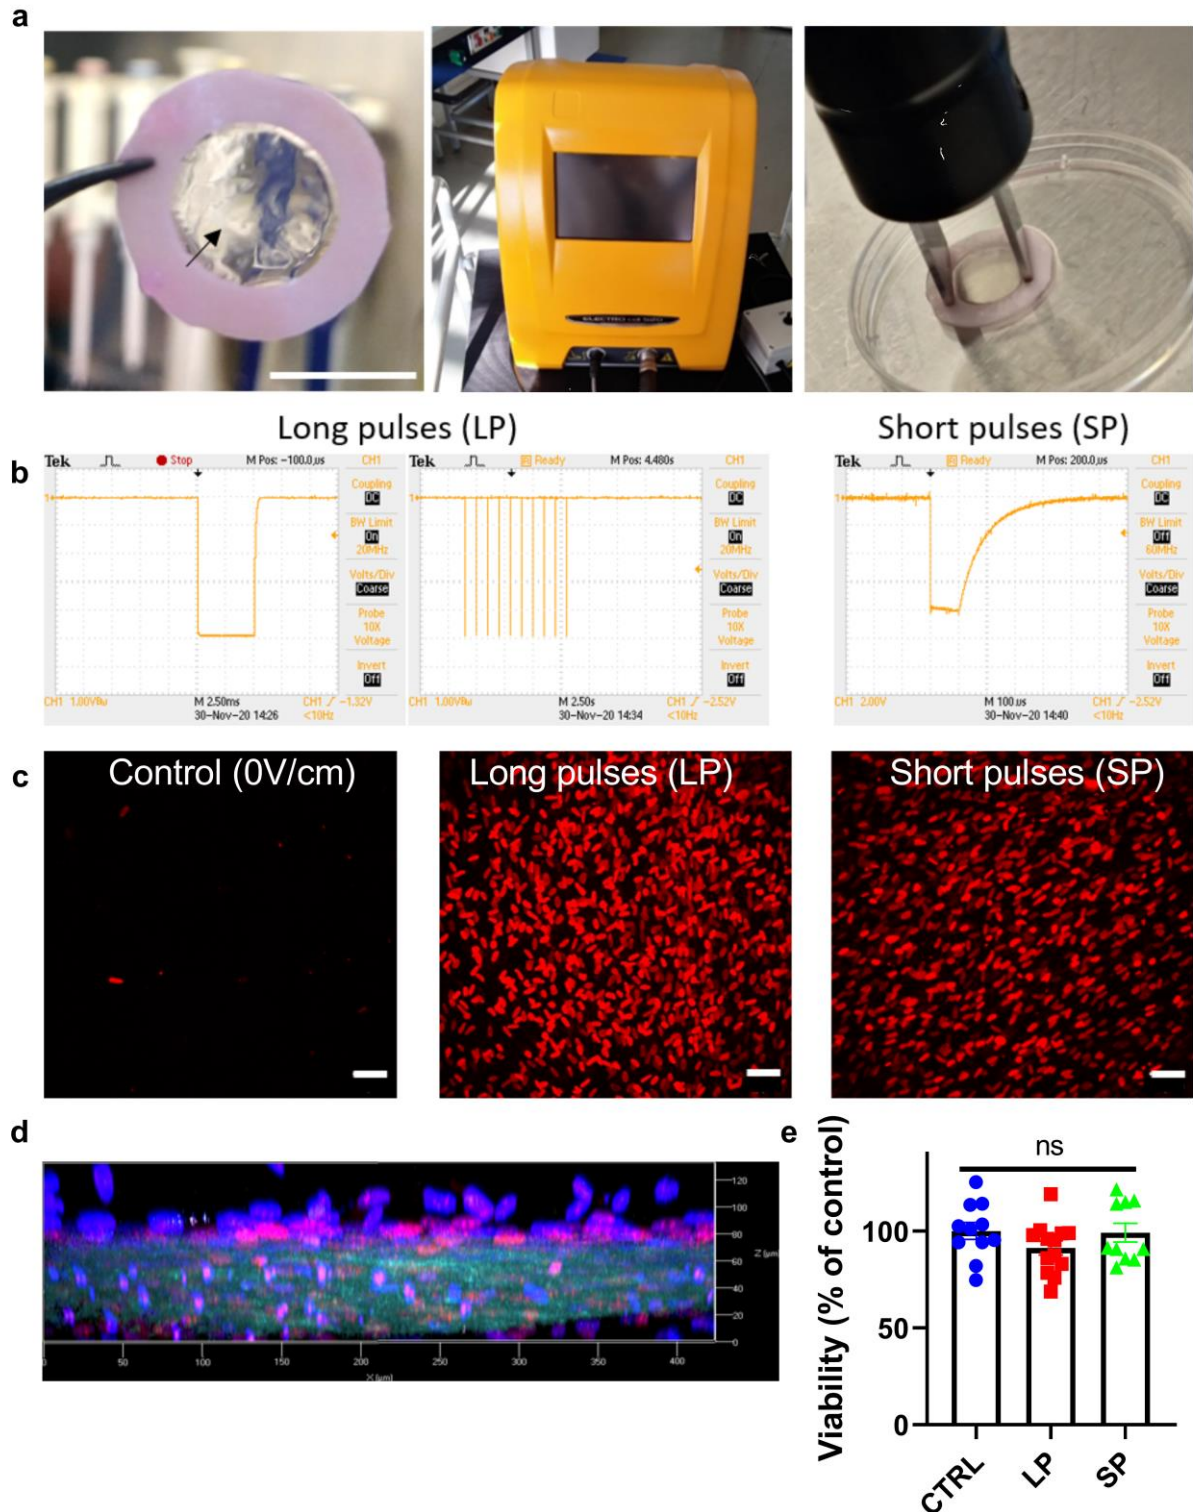 a
Long pulses (LP)
Short pulses (SP)
b
Tek Stop M Pos: -100.0µs CH1
Coupling
DC
BW Limit
On
20MHz
Volts/Div
Coarse
Probe
10X
Voltage
Invert
Off
CH1 1.00VBw M 2.50ms CH1 -1.32V
30-Nov-20 14:26 <10Hz
Tek Ready M Pos: 4.480s CH1
Coupling
DC
BW Limit
On
20MHz
Volts/Div
Coarse
Probe
10X
Voltage
Invert
Off
CH1 1.00VBw M 2.50s CH1 -2.52V
30-Nov-20 14:34 <10Hz
Tek Ready M Pos: 200.0µs CH1
Coupling
DC
BW Limit
Off
60MHz
Volts/Div
Coarse
Probe
10X
Voltage
Invert
Off
CH1 2.00V M 100µs CH1 -2.52V
30-Nov-20 14:40 <10Hz
c
Control (0V/cm)
Long pulses (LP)
Short pulses (SP)
d
120
100
80
60
40
20
0
Z [µm]
0 50 100 150 200 250 300 350 400
X [µm]
e
Viability (% of control)
ns
100
50
0
CTRL
LP
SP